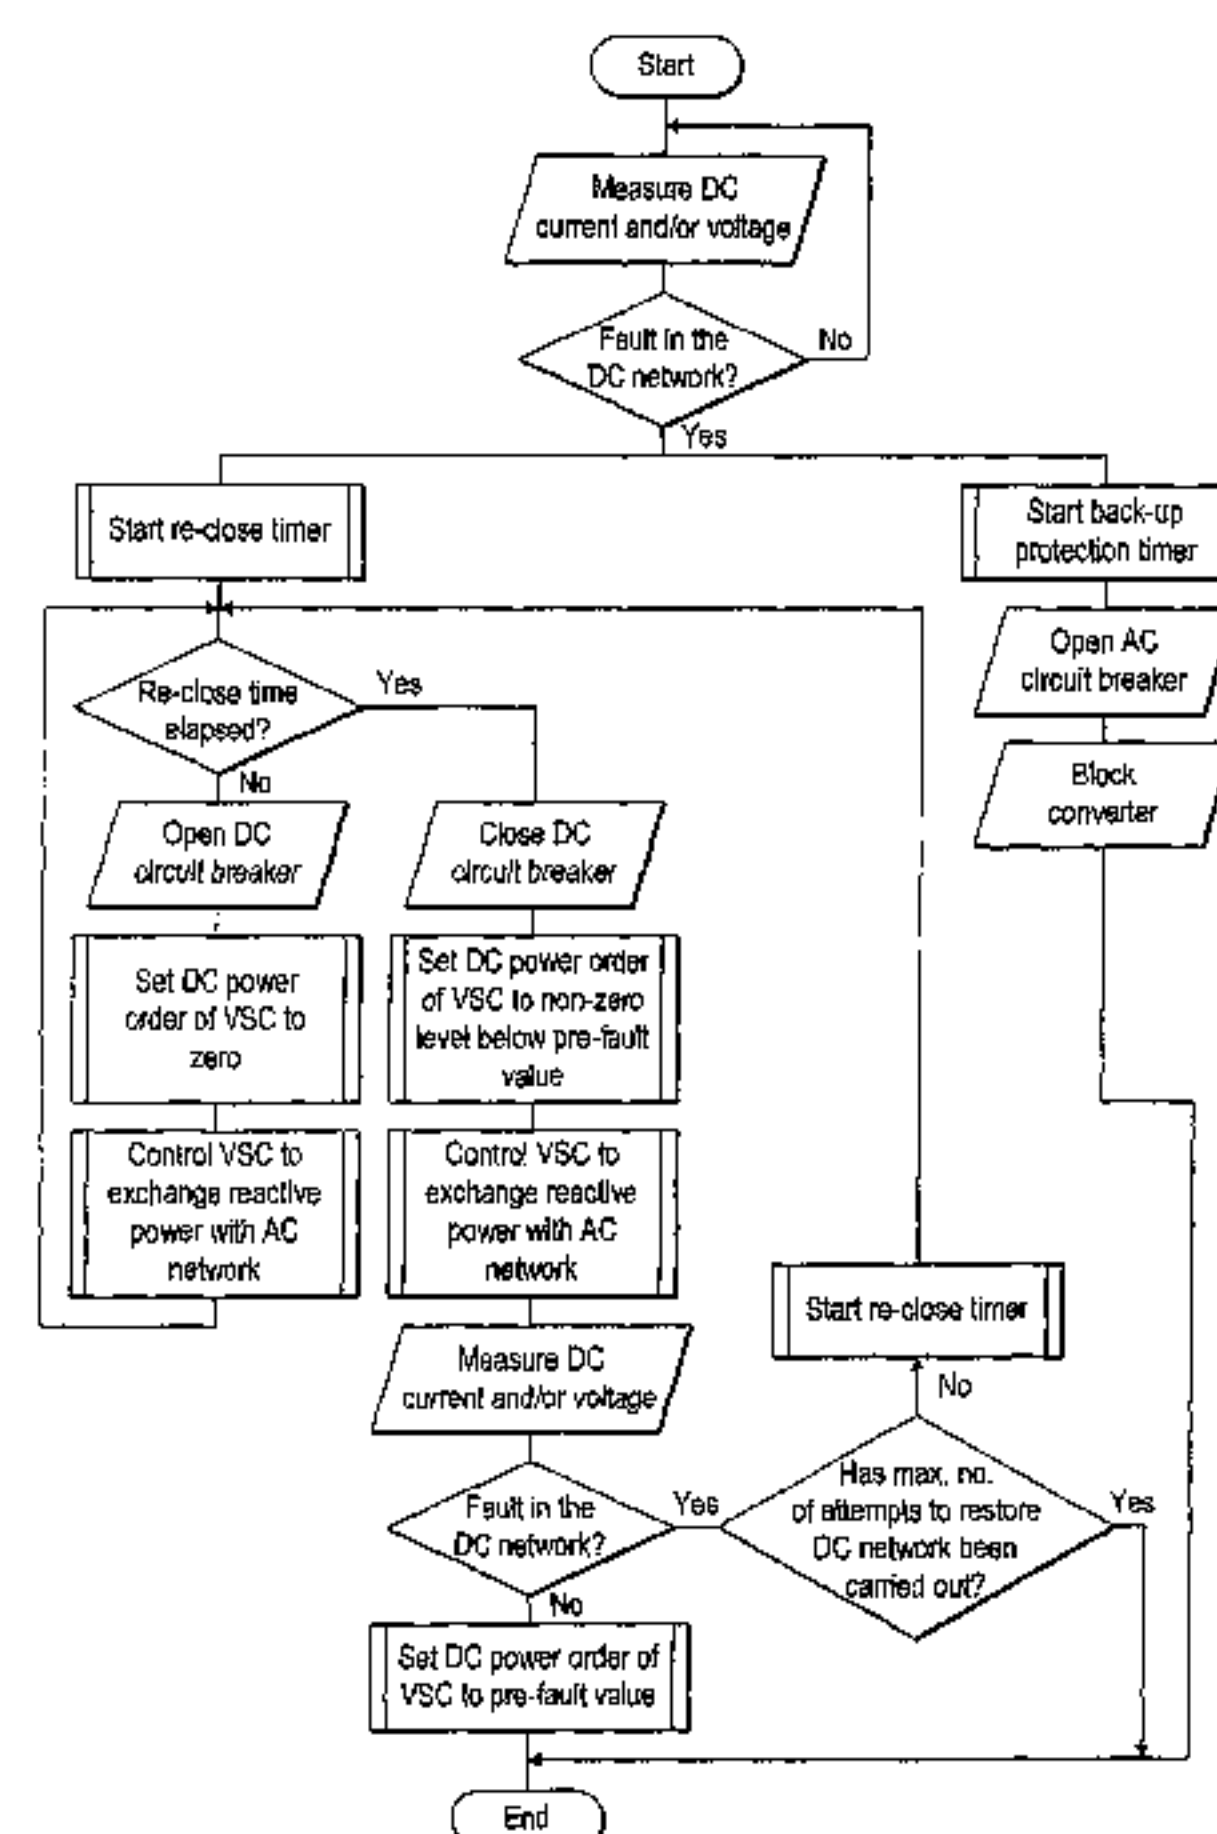 Start
Measure DC
current and/or voltage
Fault in the
DC network?
No
Yes
Start re-close timer
Start back-up
protection timer
Open AC
circuit breaker
Block
converter
Re-close time
elapsed?
Yes
No
Open DC
circuit breaker
Close DC
circuit breaker
Set DC power
order of VSC to
zero
Set DC power order
of VSC to non-zero
level below pre-fault
value
Control VSC to
exchange reactive
power with AC
network
Control VSC to
exchange reactive
power with AC
network
Start re-close timer
Measure DC
current and/or voltage
No
Fault in the
DC network?
Yes
Has max. no.
of attempts to restore
DC network been
carried out?
Yes
No
Set DC power order of
VSC to pre-fault value
End